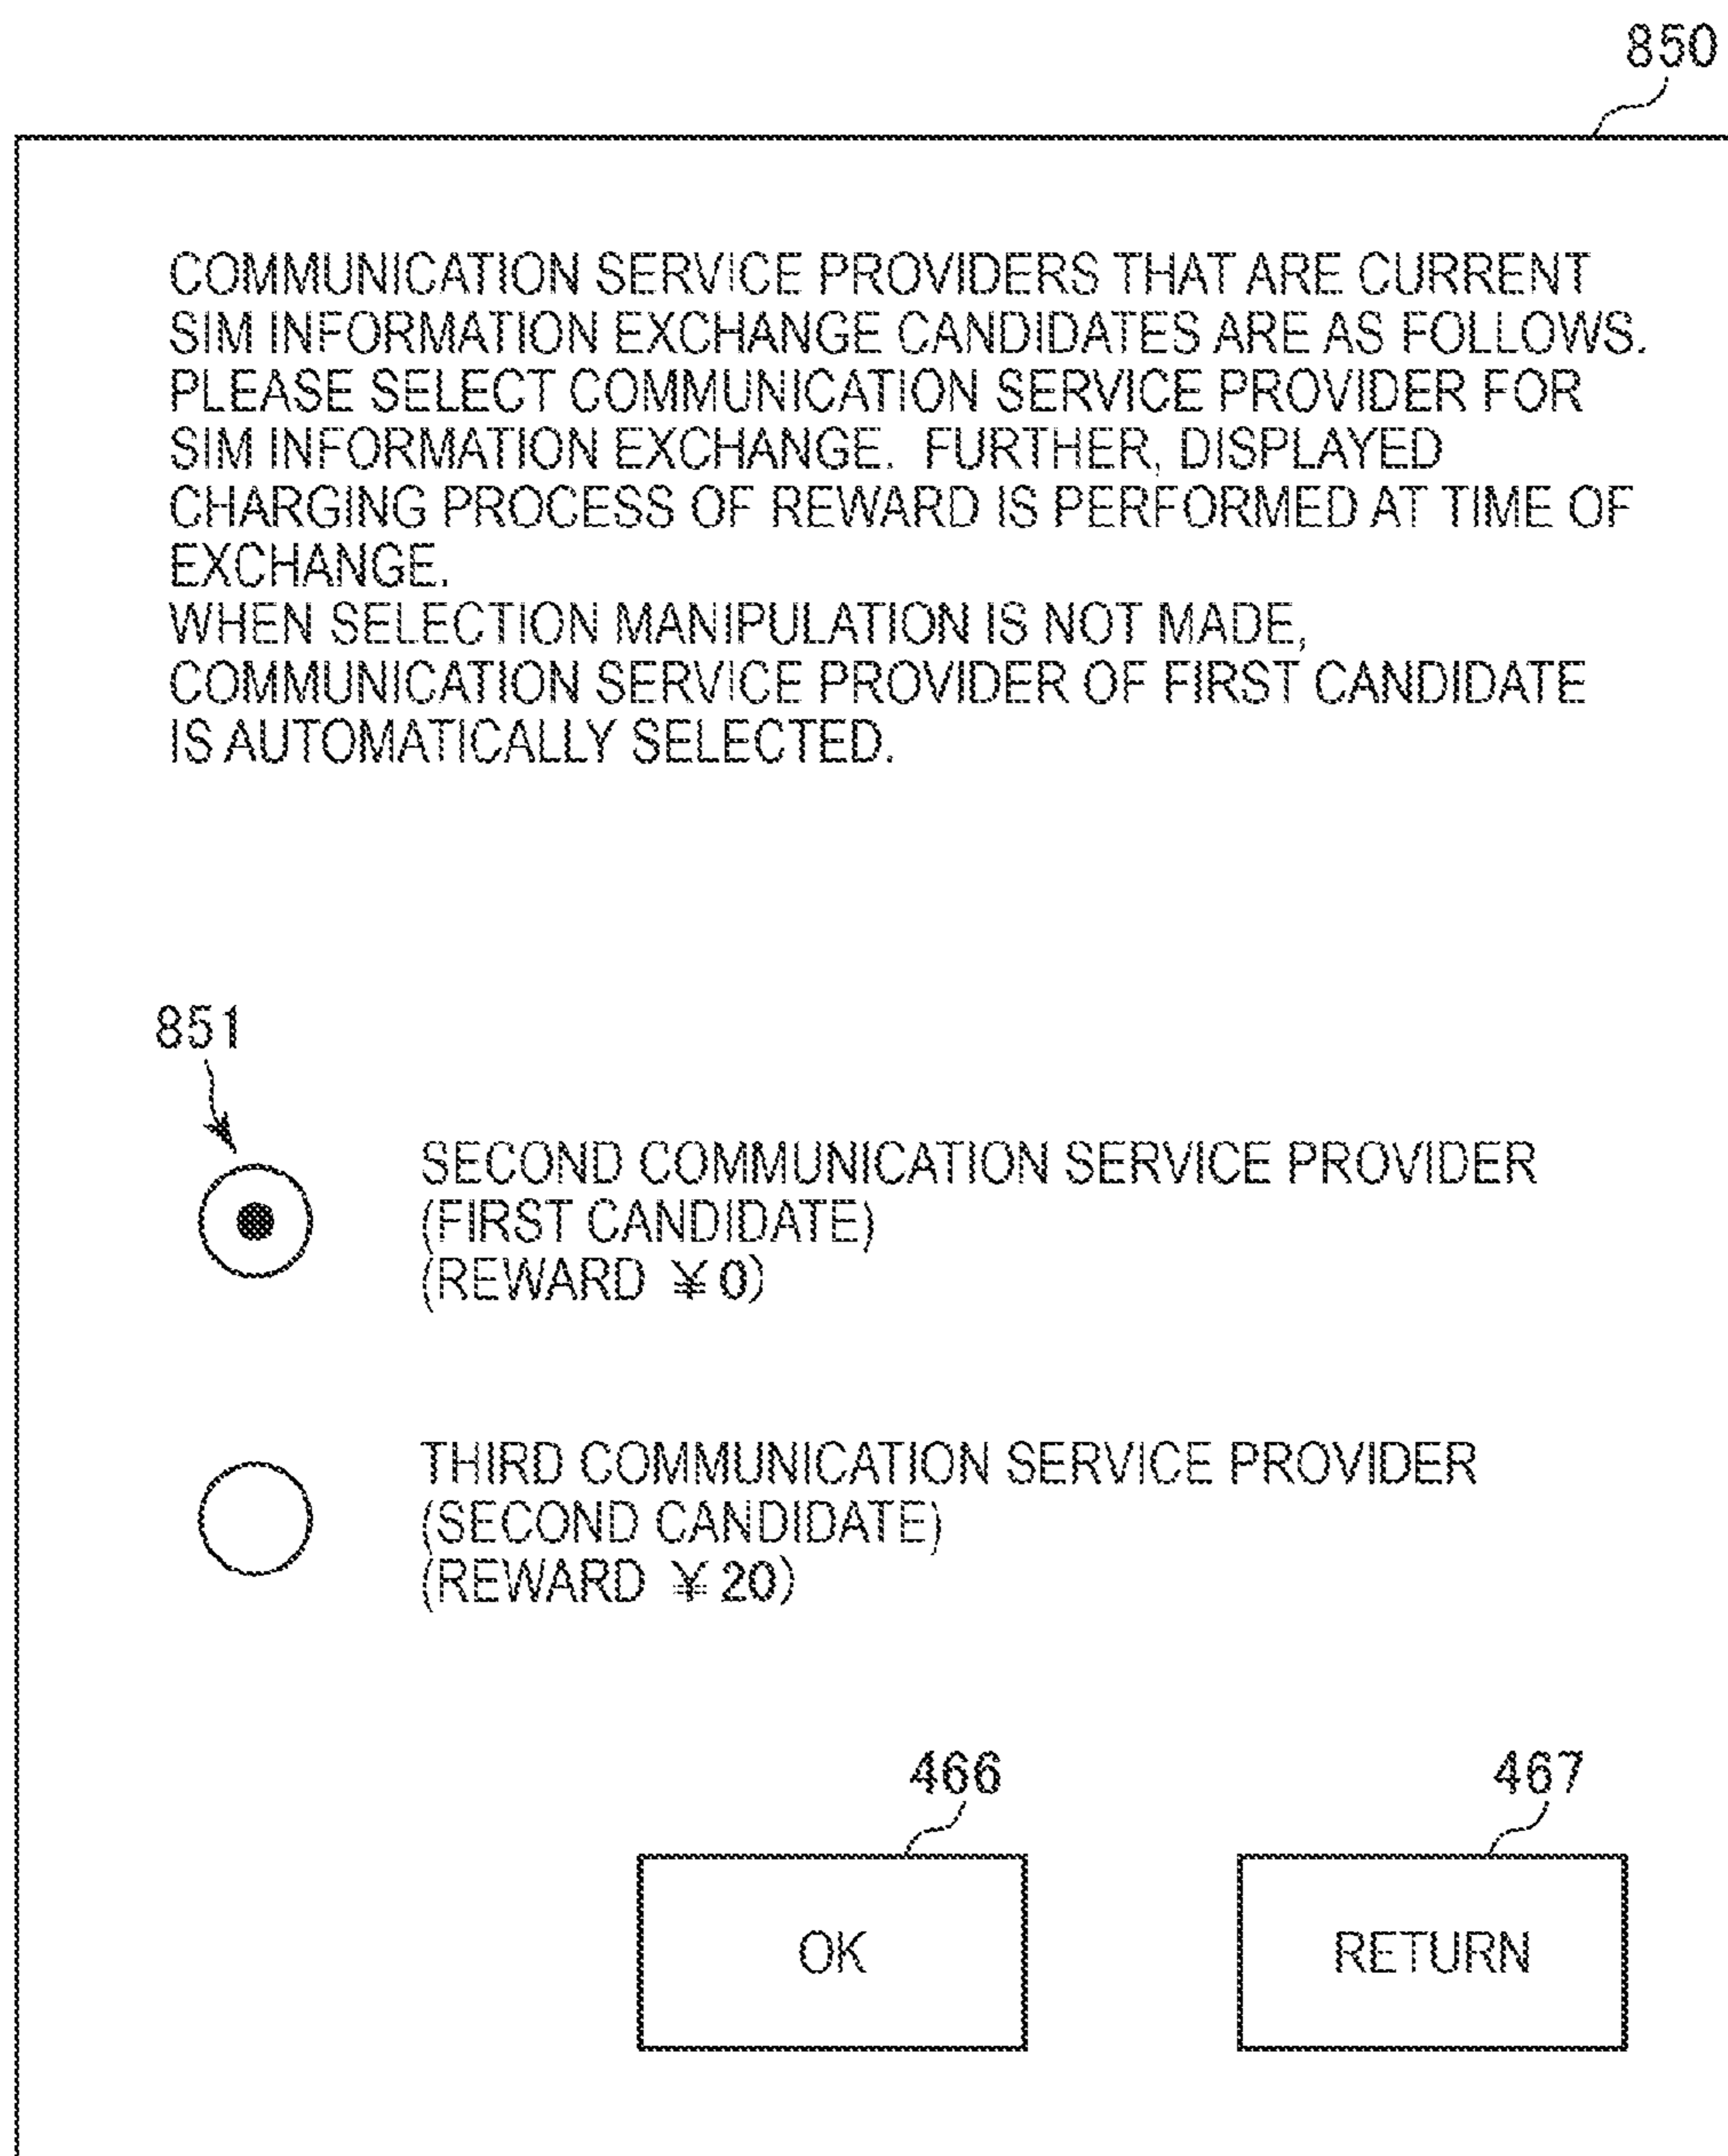 850
COMMUNICATION SERVICE PROVIDERS THAT ARE CURRENT
SIM INFORMATION EXCHANGE CANDIDATES ARE AS FOLLOWS.
PLEASE SELECT COMMUNICATION SERVICE PROVIDER FOR
SIM INFORMATION EXCHANGE. FURTHER, DISPLAYED
CHARGING PROCESS OF REWARD IS PERFORMED AT TIME OF
EXCHANGE.
WHEN SELECTION MANIPULATION IS NOT MADE,
COMMUNICATION SERVICE PROVIDER OF FIRST CANDIDATE
IS AUTOMATICALLY SELECTED.
851
SECOND COMMUNICATION SERVICE PROVIDER
(FIRST CANDIDATE)
(REWARD ¥0)
THIRD COMMUNICATION SERVICE PROVIDER
(SECOND CANDIDATE)
(REWARD ¥20)
466 467
OK RETURN